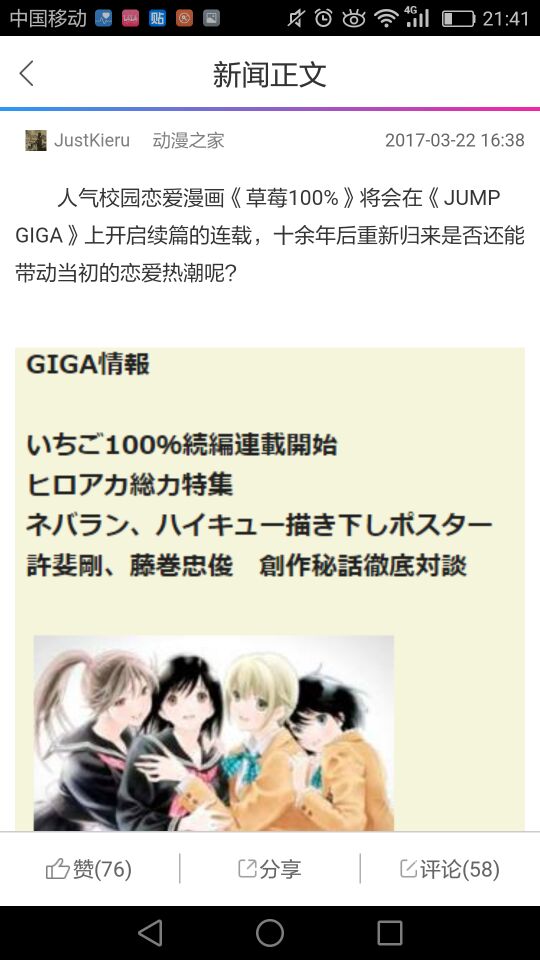 中国移动 4G 21:41
新闻正文
JustKieru 动漫之家 2017-03-22 16:38
人气校园恋爱漫画《草莓100%》将会在《JUMP
GIGA》上开启续篇的连载，十余年后重新归来是否还能
带动当初的恋爱热潮呢?
GIGA情報
いちご100%続編連載開始
ヒロアカ総力特集
ネバラン、ハイキュー描き下しポスター
許斐剛、藤巻忠俊 創作秘話徹底対談
赞(76) 分享 评论(58)